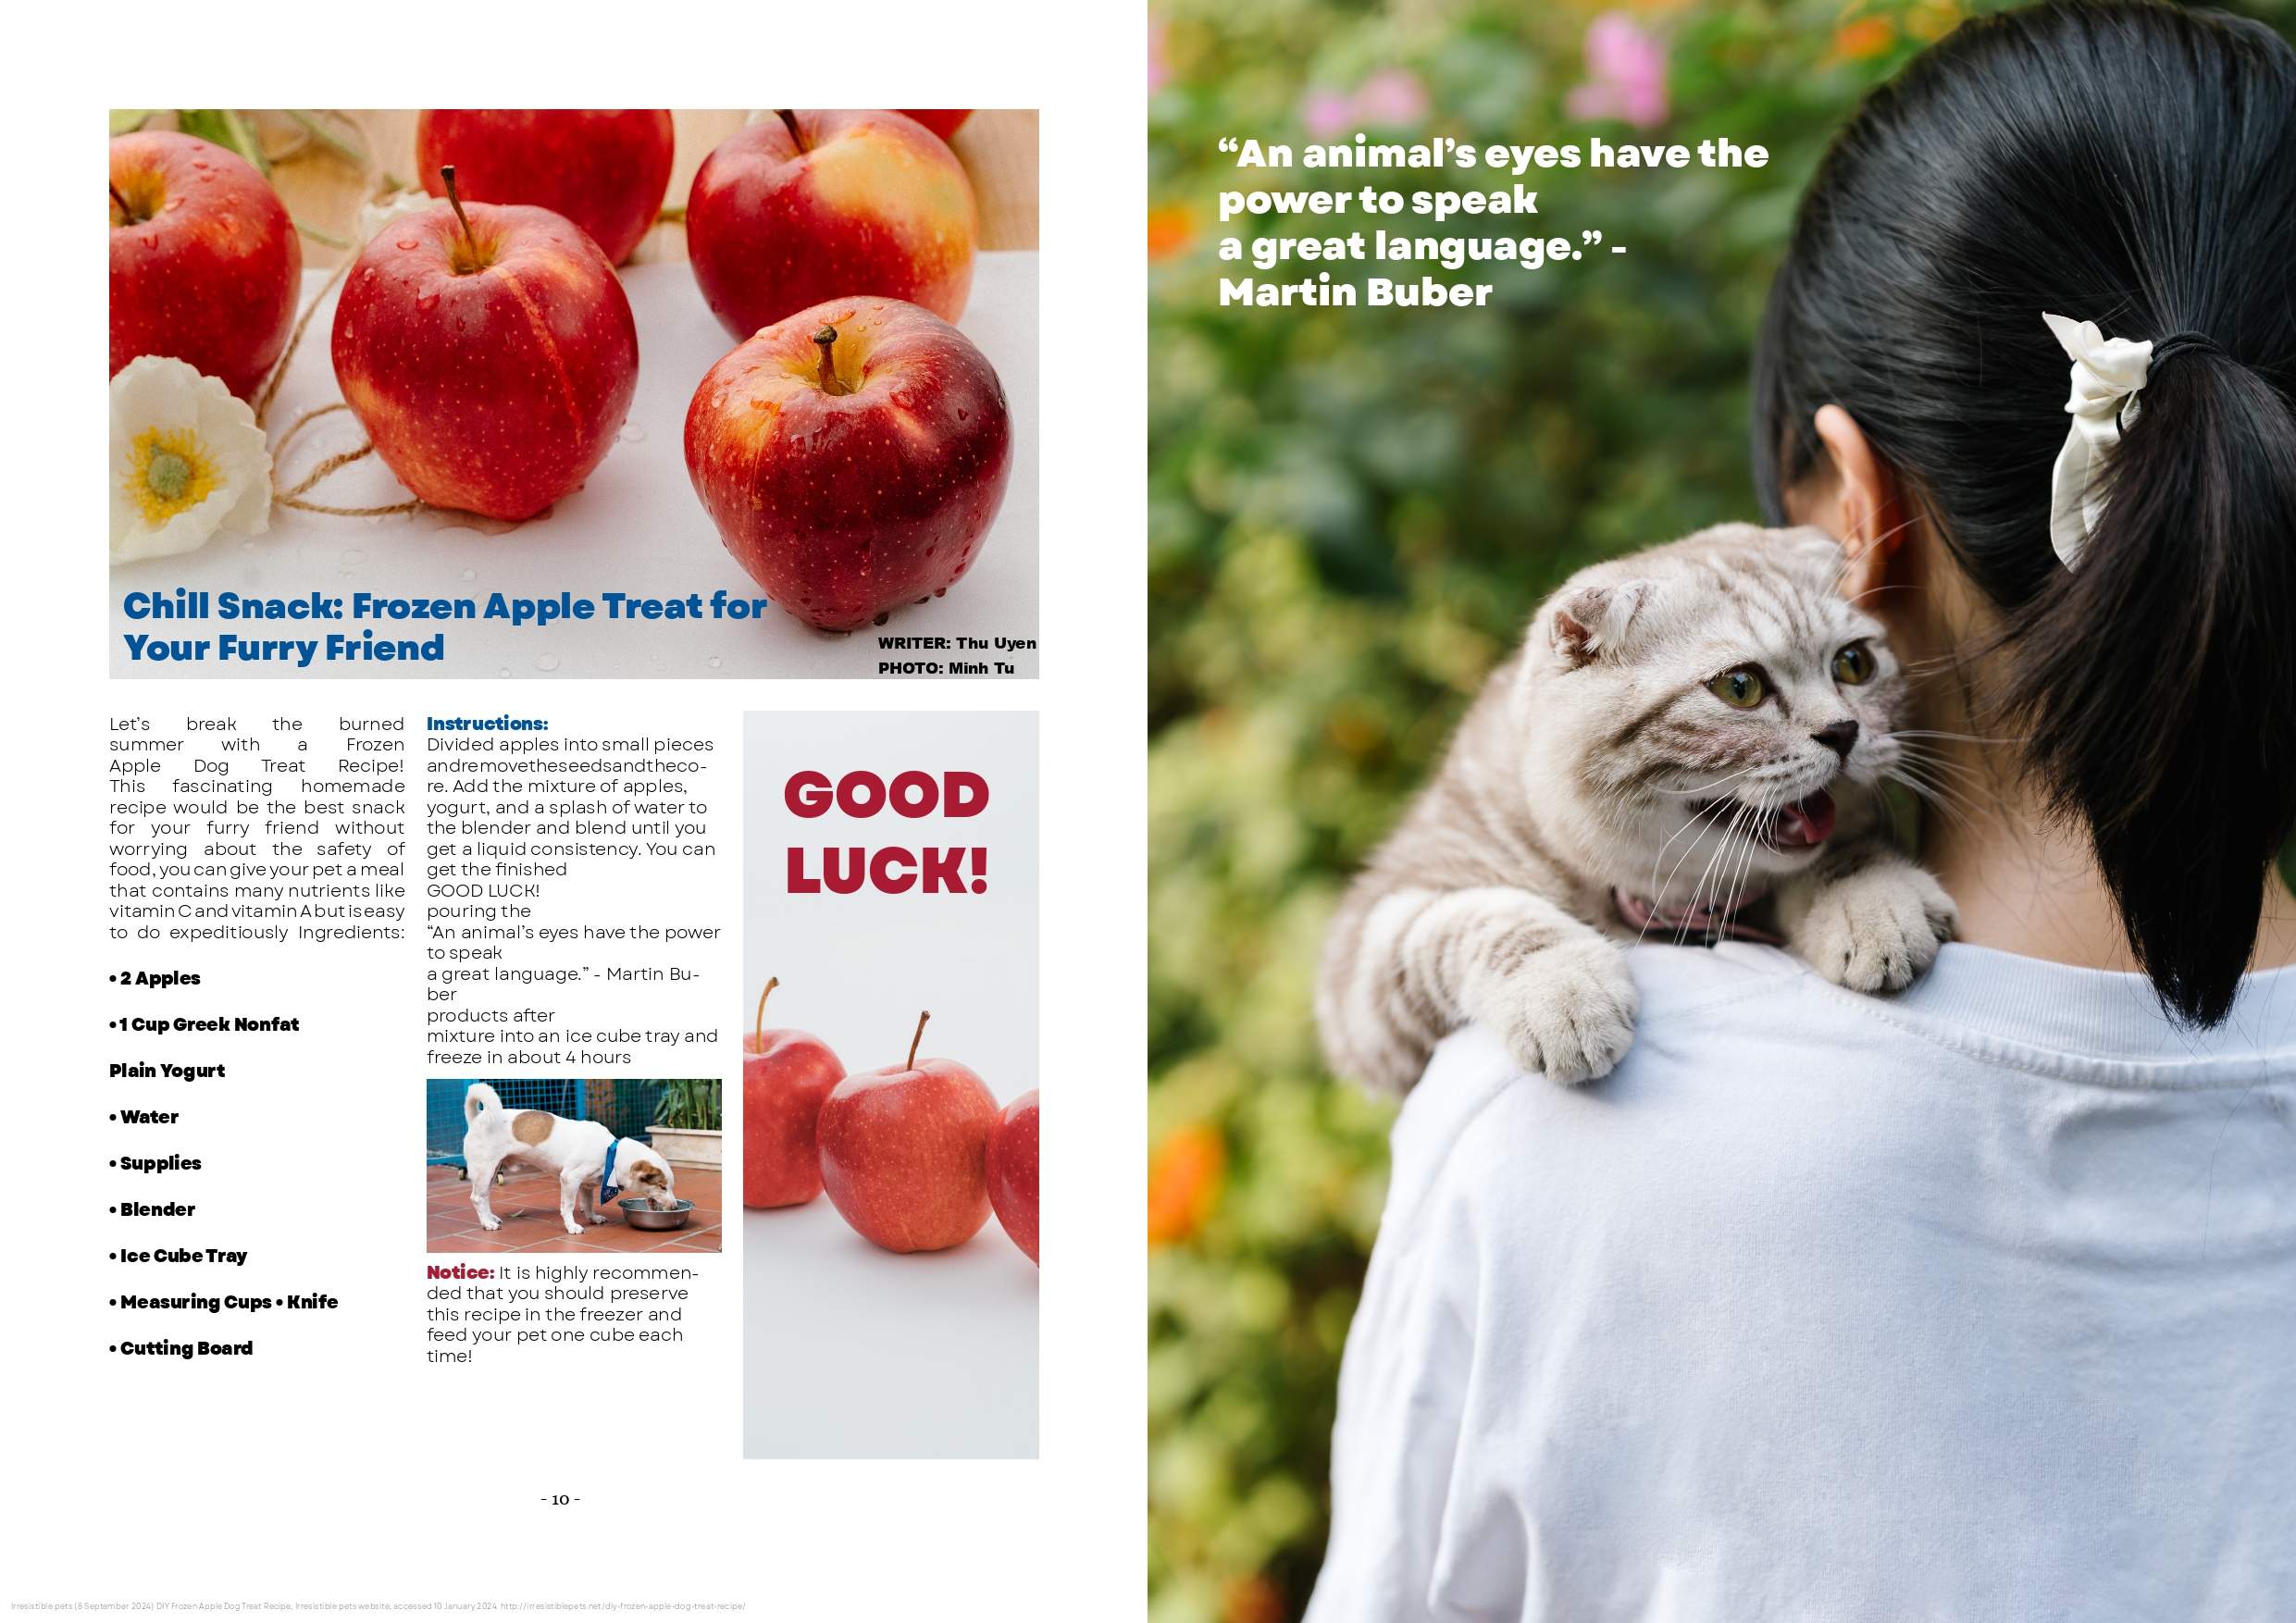 Chill Snack: Frozen Apple Treat for
Your Furry Friend
WRITER: Thu Uyen
PHOTO: Minh Tu
Let's break the burned
summer with a Frozen
Apple Dog Treat Recipe!
This fascinating homemade
recipe would be the best snack
for your furry friend without
worrying about the safety of
food, you can give your pet a meal
that contains many nutrients like
vitamin C and vitamin A but is easy
to do expeditiously Ingredients:
• 2 Apples
• 1 Cup Greek Nonfat
Plain Yogurt
• Water
• Supplies
• Blender
• Ice Cube Tray
• Measuring Cups • Knife
• Cutting Board
Instructions:
Divided apples into small pieces
andremovetheseedsandtheco-
re. Add the mixture of apples,
yogurt, and a splash of water to
the blender and blend until you
get a liquid consistency. You can
get the finished
GOOD LUCK!
pouring the
“An animal’s eyes have the power
to speak
a great language.” - Martin Bu-
ber
products after
mixture into an ice cube tray and
freeze in about 4 hours
Notice: It is highly recommen-
ded that you should preserve
this recipe in the freezer and
feed your pet one cube each
time!
GOOD
LUCK!
- 10 -
Irresistible pets (8 September 2024) DIY Frozen Apple Dog Treat Recipe, Irresistible pets website, accessed 10 January 2024. http://irresistiblepets.net/diy-frozen-apple-dog-treat-recipe/
“An animal’s eyes have the
power to speak
a great language.” -
Martin Buber